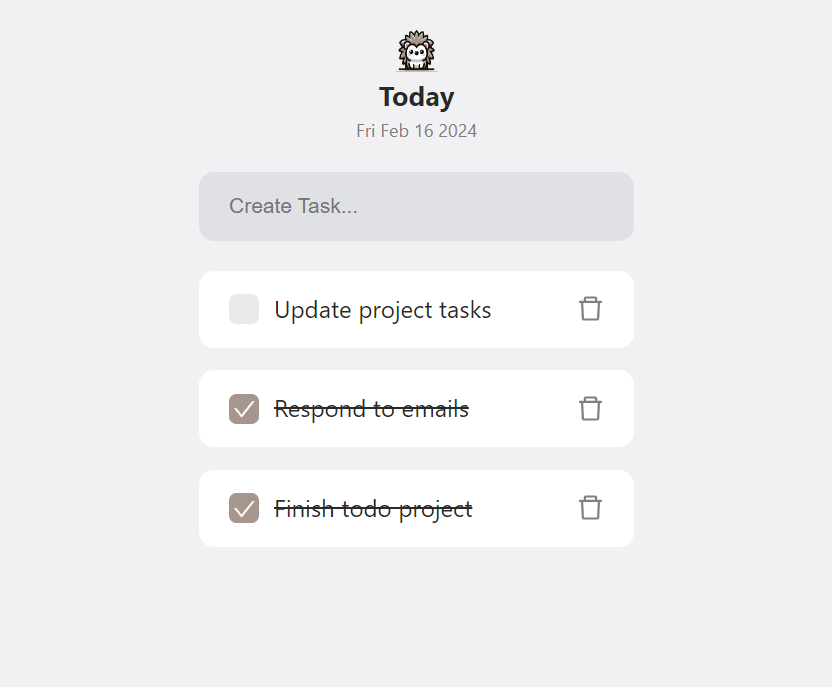 Today
Fri Feb 16 2024
Create Task...
Update project tasks
Respond to emails
Finish todo project